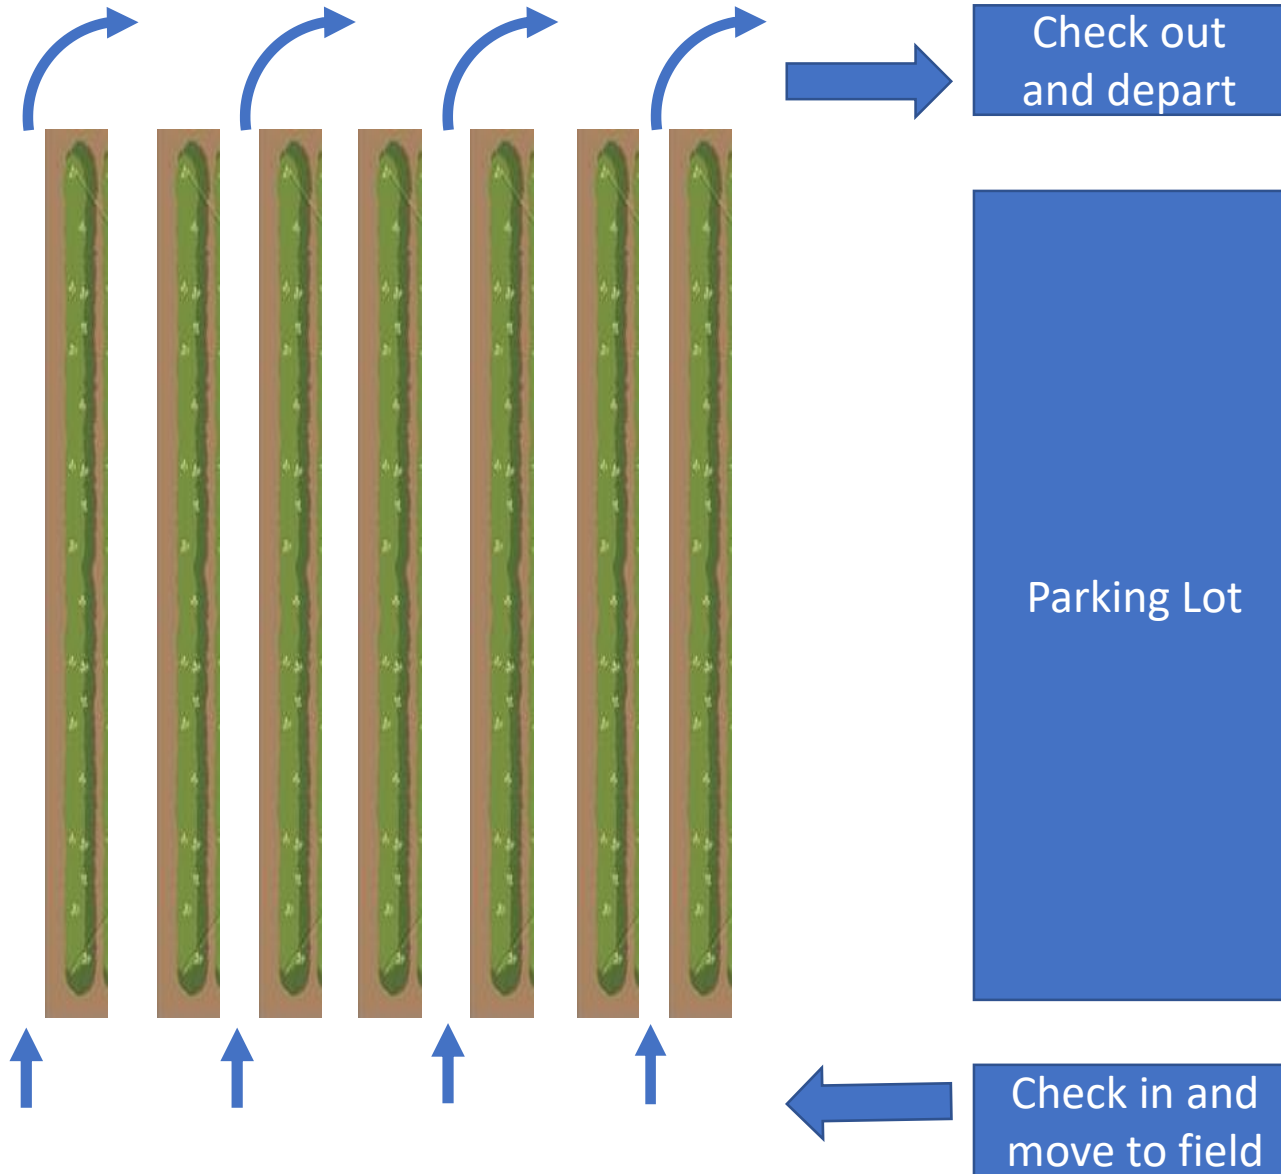 Check out
and depart
Parking Lot
Check in and
move to field